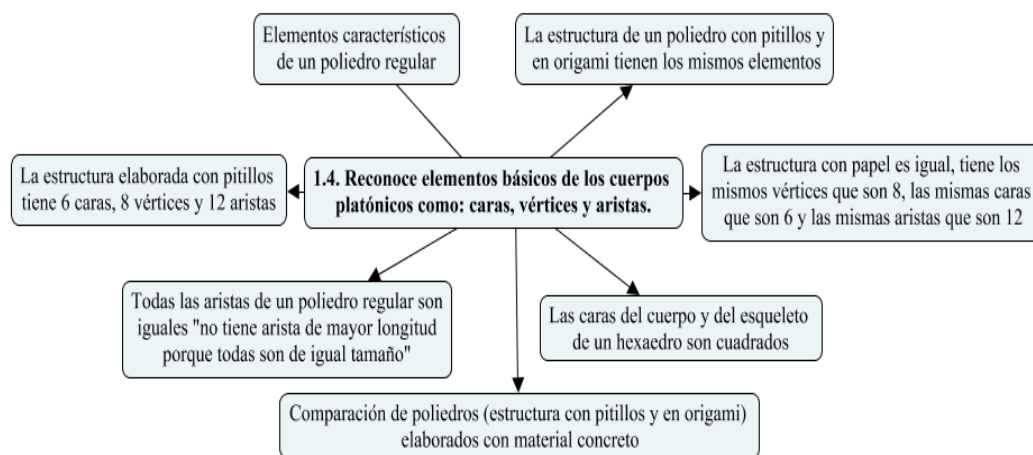 Elementos característicos
de un poliedro regular
La estructura de un poliedro con pitillos y
en origami tienen los mismos elementos
La estructura elaborada con pitillos
tiene 6 caras, 8 vértices y 12 aristas
1.4. Reconoce elementos básicos de los cuerpos
platónicos como: caras, vértices y aristas.
La estructura con papel es igual, tiene los
mismos vértices que son 8, las mismas caras
que son 6 y las mismas aristas que son 12
Todas las aristas de un poliedro regular son
iguales "no tiene arista de mayor longitud
porque todas son de igual tamaño"
Las caras del cuerpo y del esqueleto
de un hexaedro son cuadrados
Comparación de poliedros (estructura con pitillos y en origami)
elaborados con material concreto